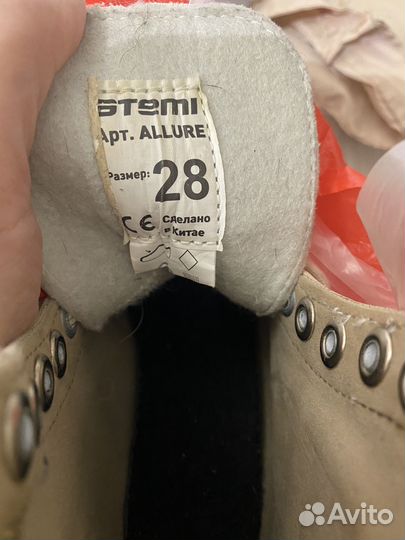 ATEMI
Арт. ALLURE
Размер: 28
CE Сделано
в Китае
Avito